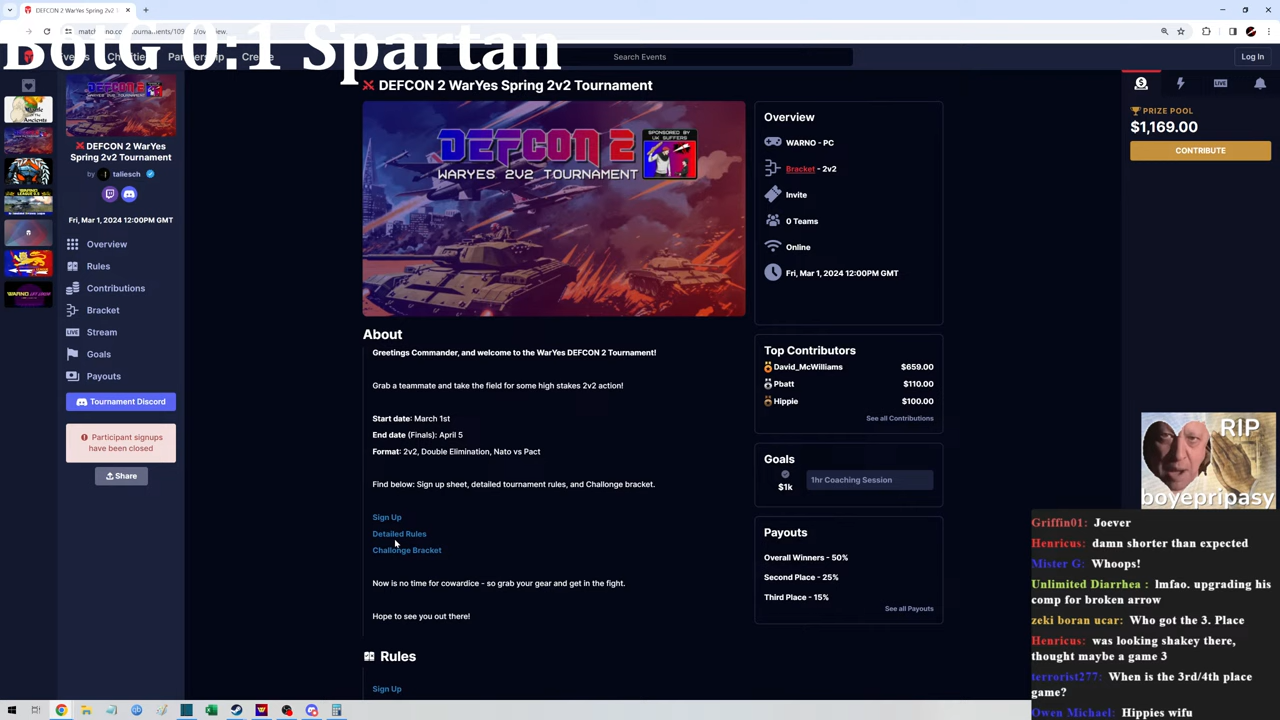 DEFCON 2 WarYes Spring 2v2 T
BotG 0:1 Spartan
Search Events
Log In
DEFCON 2 WarYes Spring 2v2 Tournament
DEFCON 2
WARYES 2V2 TOURNAMENT
SPONSORED BY
UK BUFFERS
DEFCON 2 WarYes
Spring 2v2 Tournament
by taliesch
Fri, Mar 1, 2024 12:00PM GMT
Overview
Rules
Contributions
Bracket
LIVE Stream
Goals
Payouts
Tournament Discord
Participant signups
have been closed
Share
About
Greetings Commander, and welcome to the WarYes DEFCON 2 Tournament!
Grab a teammate and take the field for some high stakes 2v2 action!
Start date: March 1st
End date (Finals): April 5
Format: 2v2, Double Elimination, Nato vs Pact
Find below: Sign up sheet, detailed tournament rules, and Challonge bracket.
Sign Up
Detailed Rules
Challonge Bracket
Now is no time for cowardice - so grab your gear and get in the fight.
Hope to see you out there!
Rules
Sign Up
Overview
WARNO - PC
Bracket - 2v2
Invite
0 Teams
Online
Fri, Mar 1, 2024 12:00PM GMT
Top Contributors
David_McWilliams $659.00
Pbatt $110.00
Hippie $100.00
See all Contributions
Goals
$1k 1hr Coaching Session
Payouts
Overall Winners - 50%
Second Place - 25%
Third Place - 15%
See all Payouts
LIVE
PRIZE POOL
$1,169.00
CONTRIBUTE
RIP
bovepripasy
Griffin01: Joever
Henricus: damn shorter than expected
Mister G: Whoops!
Unlimited Diarrhea : lmfao. upgrading his
comp for broken arrow
zeki boran ucar: Who got the 3. Place
Henricus: was looking shakey there,
thought maybe a game 3
terrorist277: When is the 3rd/4th place
game?
Owen Michael: Hippies wifu